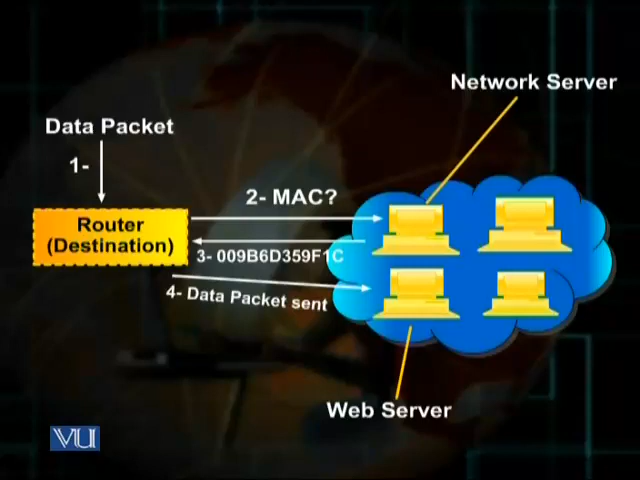 Network Server
Data Packet
1-
2- MAC?
Router
(Destination)
3- 009B6D359F1C
4- Data Packet sent
Web Server
VU